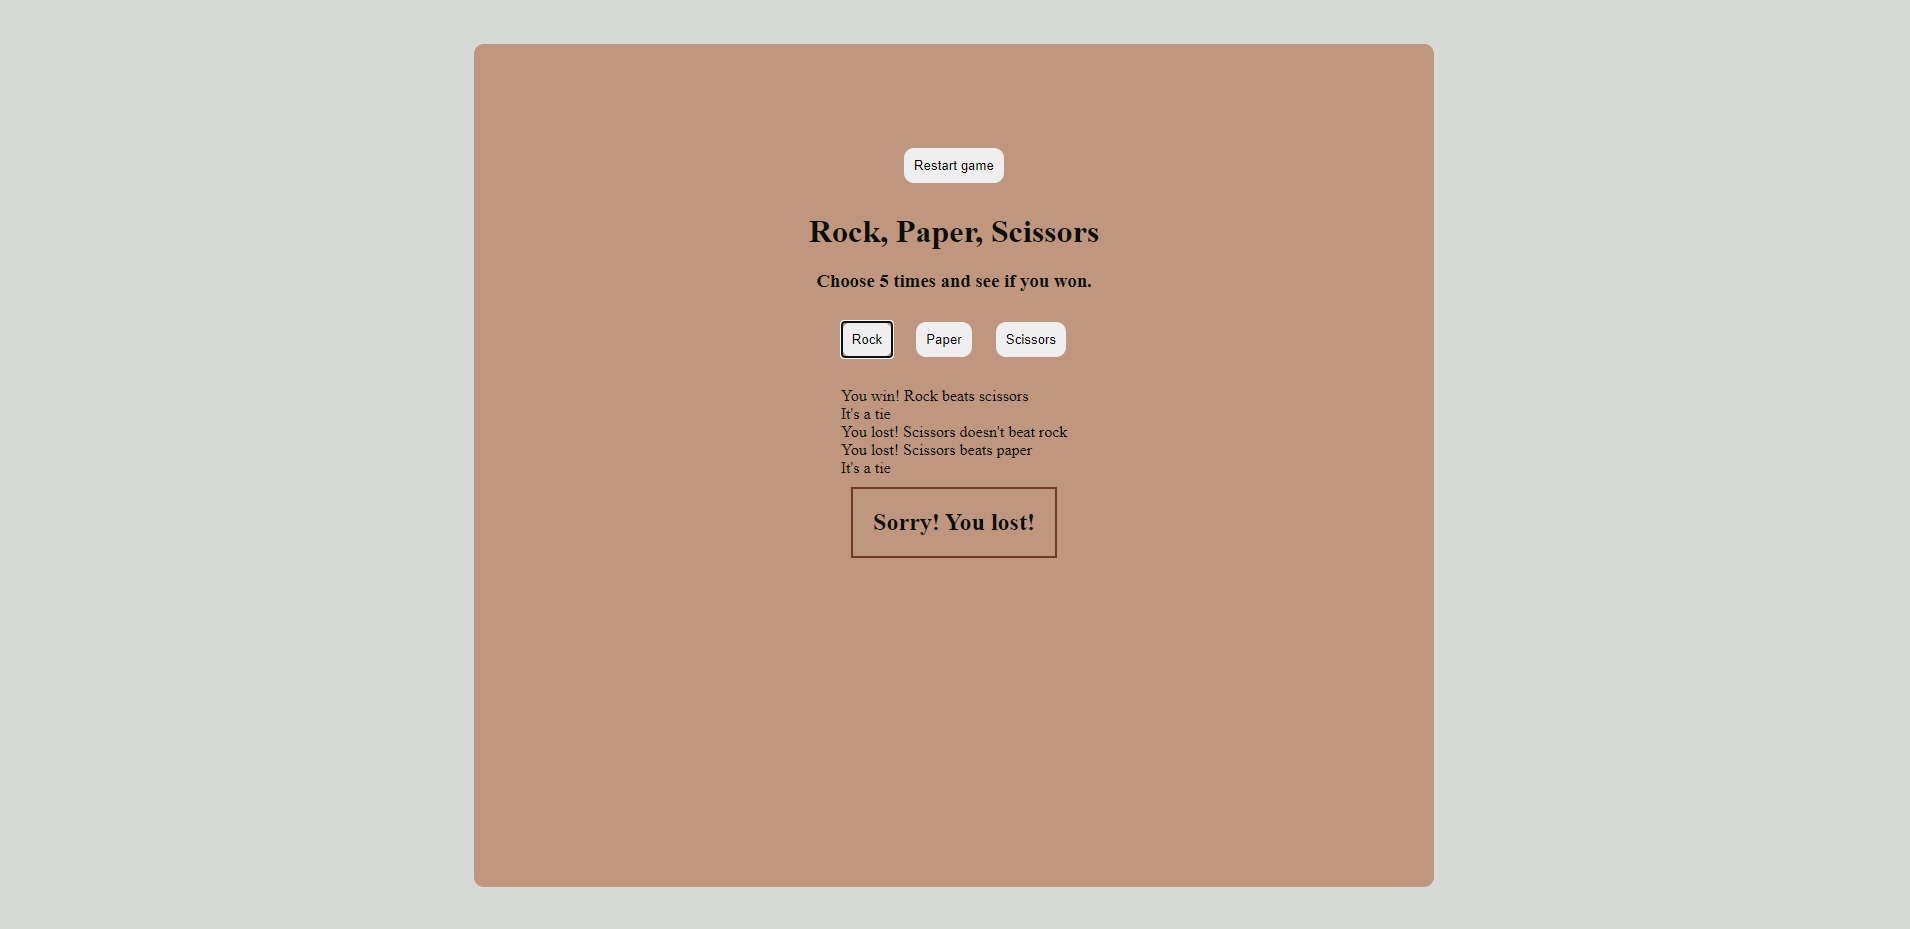 Restart game
Rock, Paper, Scissors
Choose 5 times and see if you won.
Rock Paper Scissors
You win! Rock beats scissors
It's a tie
You lost! Scissors doesn't beat rock
You lost! Scissors beats paper
It's a tie
Sorry! You lost!